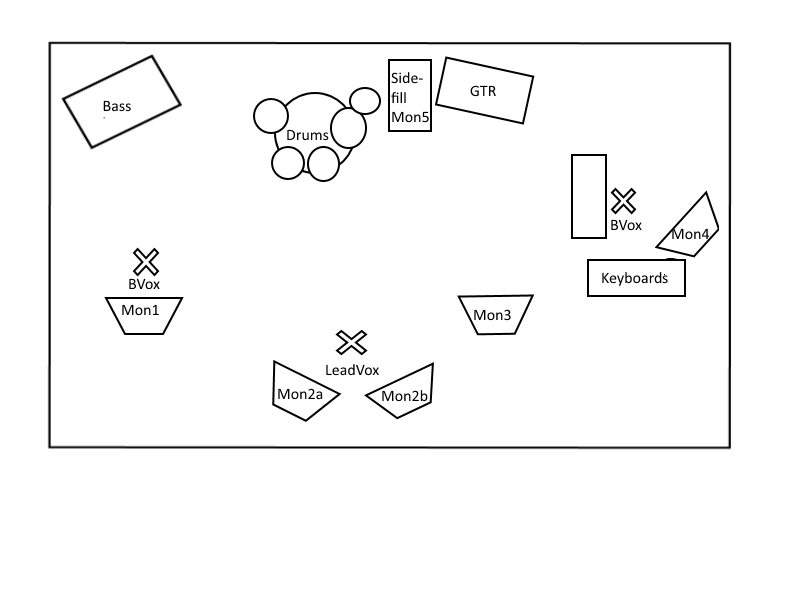 Bass
Drums
Side-
fill
Mon5
GTR
BVox
Mon4
Keyboards
BVox
Mon1
Mon3
LeadVox
Mon2a
Mon2b